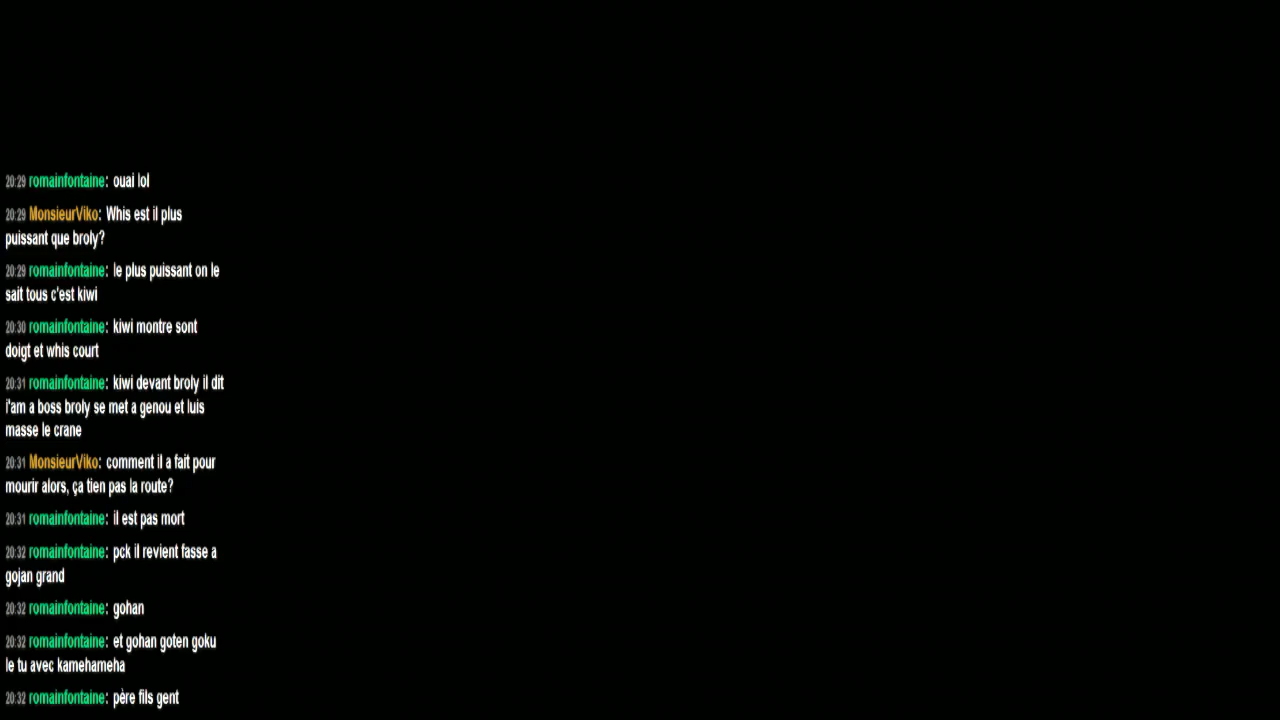 20:29 romainfontaine: ouai lol
20:29 MonsieurViko: Whis est il plus
puissant que broly?
20:29 romainfontaine: le plus puissant on le
sait tous c'est kiwi
20:30 romainfontaine: kiwi montre sont
doigt et whis court
20:31 romainfontaine: kiwi devant broly il dit
i'am a boss broly se met a genou et luis
masse le crane
20:31 MonsieurViko: comment il a fait pour
mourir alors, ça tien pas la route?
20:31 romainfontaine: il est pas mort
20:32 romainfontaine: pck il revient fasse a
gojan grand
20:32 romainfontaine: gohan
20:32 romainfontaine: et gohan goten goku
le tu avec kamehameha
20:32 romainfontaine: père fils gent